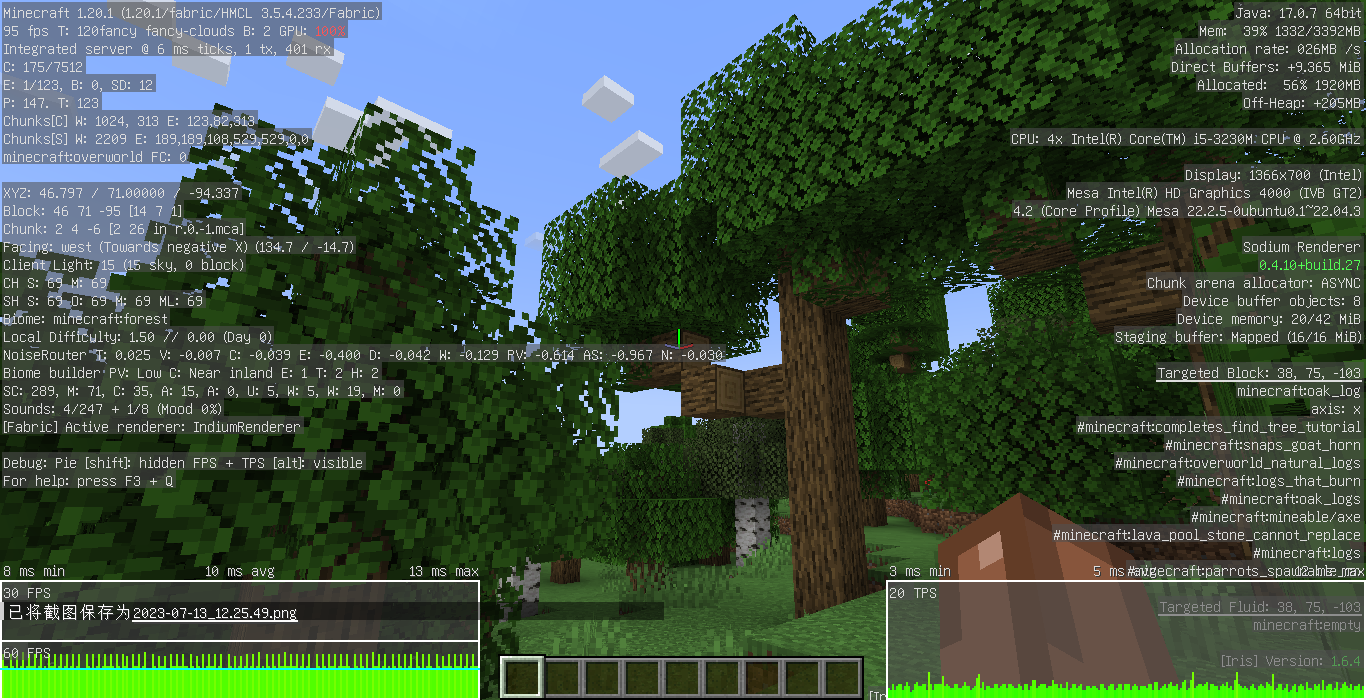 Minecraft 1.20.1 (1.20.1/fabric/HMCL 3.5.4.233/Fabric)
95 fps T: 120fancy fancy-clouds B: 2 GPU: 100%
Integrated server @ 6 ms ticks, 1 tx, 401 rx
C: 175/7512
E: 1/123, B: 0, SD: 12
P: 147. T: 123
Chunks[C] W: 1024, 313 E: 123,82,313
Chunks[S] W: 2209 E: 189,189,108,529,529,0,0
minecraft:overworld FC: 0
XYZ: 46.797 / 71.00000 / -94.337
Block: 46 71 -95 [14 7 1]
Chunk: 2 4 -6 [2 26 in r.0.-1.mca]
Facing: west (Towards negative X) (134.7 / -14.7)
Client Light: 15 (15 sky, 0 block)
CH S: 69 M: 69
SH S: 69 O: 69 M: 69 ML: 69
Biome: minecraft:forest
Local Difficulty: 1.50 // 0.00 (Day 0)
NoiseRouter T: 0.025 V: -0.007 C: -0.039 E: -0.400 D: -0.042 W: -0.129 RV: -0.614 AS: -0.967 N: -0.030
Biome builder PV: Low C: Near inland E: 1 T: 2 H: 2
SC: 289, M: 71, C: 35, A: 15, A: 0, U: 5, W: 5, W: 19, M: 0
Sounds: 4/247 + 1/8 (Mood 0%)
[Fabric] Active renderer: IndiumRenderer
Debug: Pie [shift]: hidden FPS + TPS [alt]: visible
For help: press F3 + Q
8 ms min 10 ms avg 13 ms max
30 FPS
已将截图保存为2023-07-13_12.25.49.png
60 FPS
Java: 17.0.7 64bit
Mem: 39% 1332/3392MB
Allocation rate: 026MB /s
Direct Buffers: +9.365 MiB
Allocated: 56% 1920MB
Off-Heap: +205MB
CPU: 4x Intel(R) Core(TM) i5-3230M CPU @ 2.60GHz
Display: 1366x700 (Intel)
Mesa Intel(R) HD Graphics 4000 (IVB GT2)
4.2 (Core Profile) Mesa 22.2.5-0ubuntu0.1~22.04.3
Sodium Renderer
0.4.10+build.27
Chunk arena allocator: ASYNC
Device buffer objects: 8
Device memory: 20/42 MiB
Staging buffer: Mapped (16/16 MiB)
Targeted Block: 38, 75, -103
minecraft:oak_log
axis: x
#minecraft:completes_find_tree_tutorial
#minecraft:snaps_goat_horn
#minecraft:overworld_natural_logs
#minecraft:logs_that_burn
#minecraft:oak_logs
#minecraft:mineable/axe
#minecraft:lava_pool_stone_cannot_replace
#minecraft:logs
3 ms min 5 ms
20 TPS
Targeted Fluid: 38, 75, -103
minecraft:empty
[Iris] Version: 1.6.4